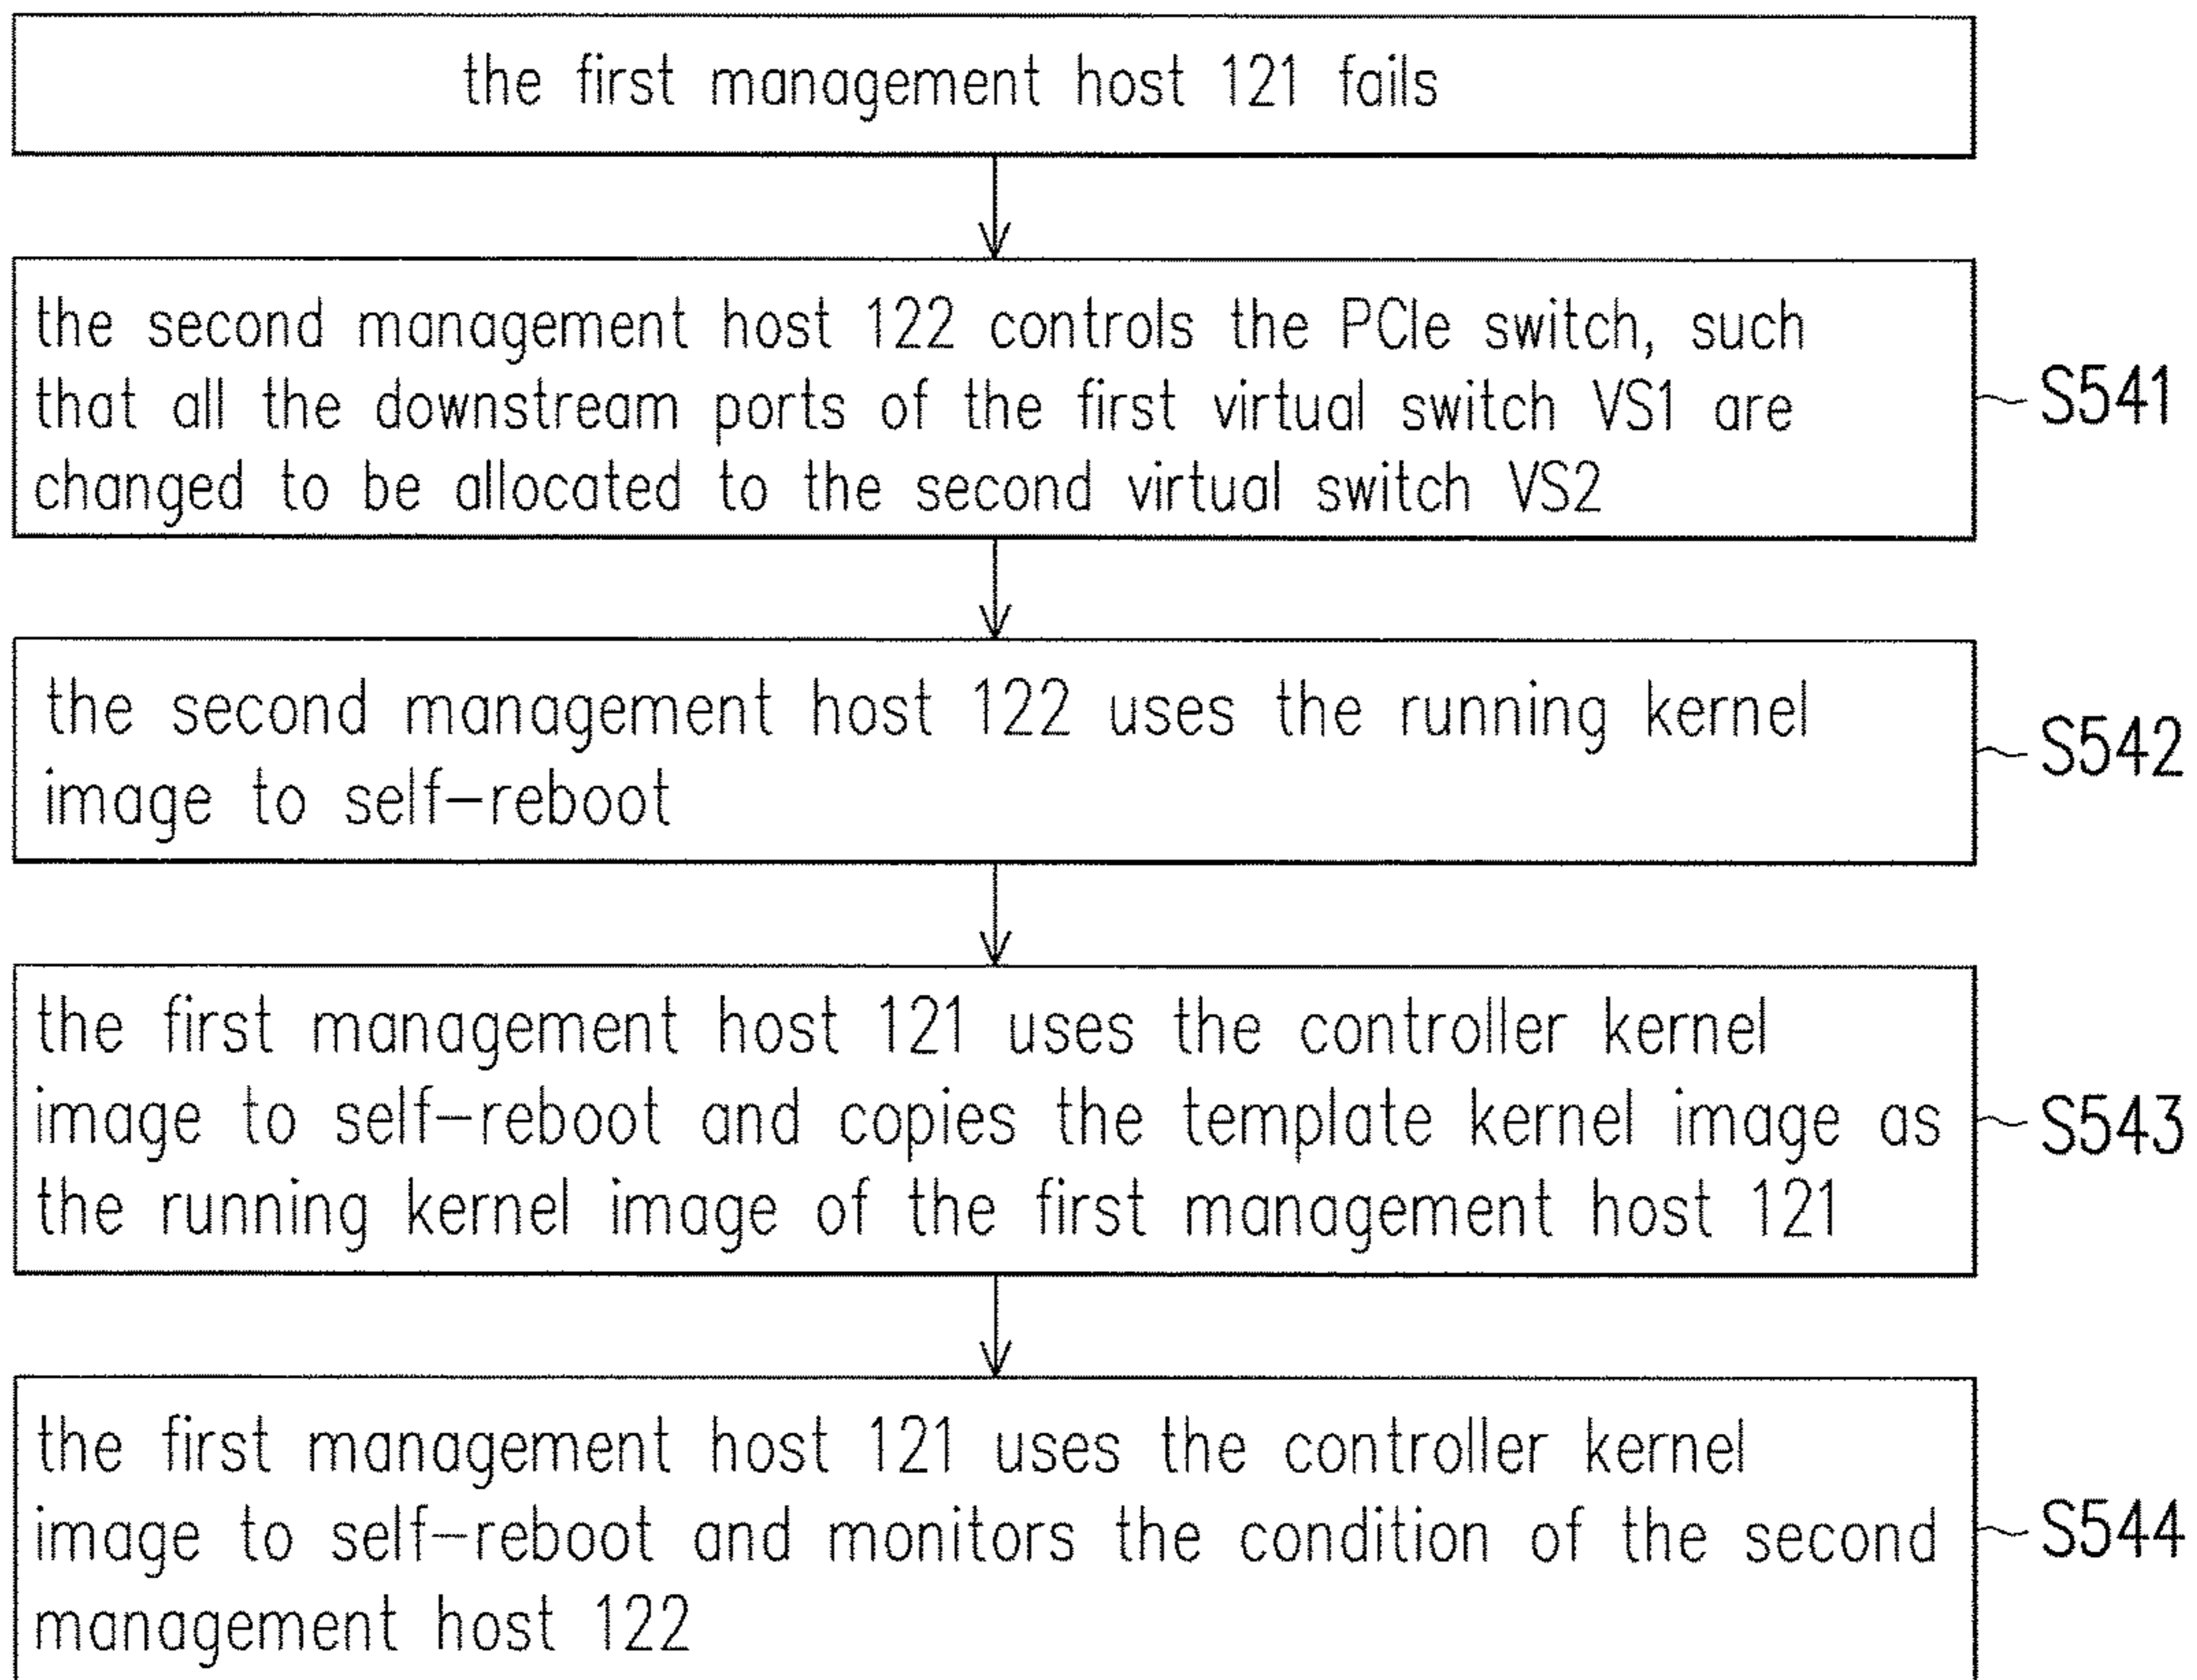 the first management host 121 fails
the second management host 122 controls the PCIe switch, such
that all the downstream ports of the first virtual switch VS1 are
changed to be allocated to the second virtual switch VS2
S541
the second management host 122 uses the running kernel
image to self-reboot
S542
the first management host 121 uses the controller kernel
image to self-reboot and copies the template kernel image as
the running kernel image of the first management host 121
S543
the first management host 121 uses the controller kernel
image to self-reboot and monitors the condition of the second
management host 122
S544